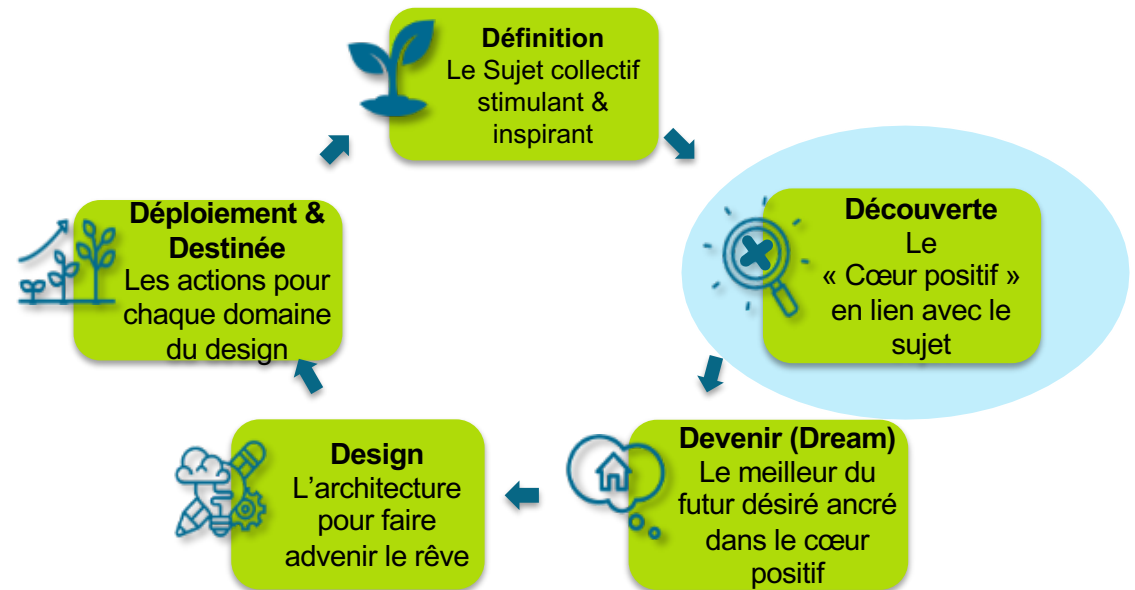 Définition
Le Sujet collectif
stimulant &
inspirant
Découverte
Le
« Cœur positif »
en lien avec le
sujet
Devenir (Dream)
Le meilleur du
futur désiré ancré
dans le cœur
positif
Design
L’architecture
pour faire
advenir le rêve
Déploiement &
Destinée
Les actions pour
chaque domaine
du design